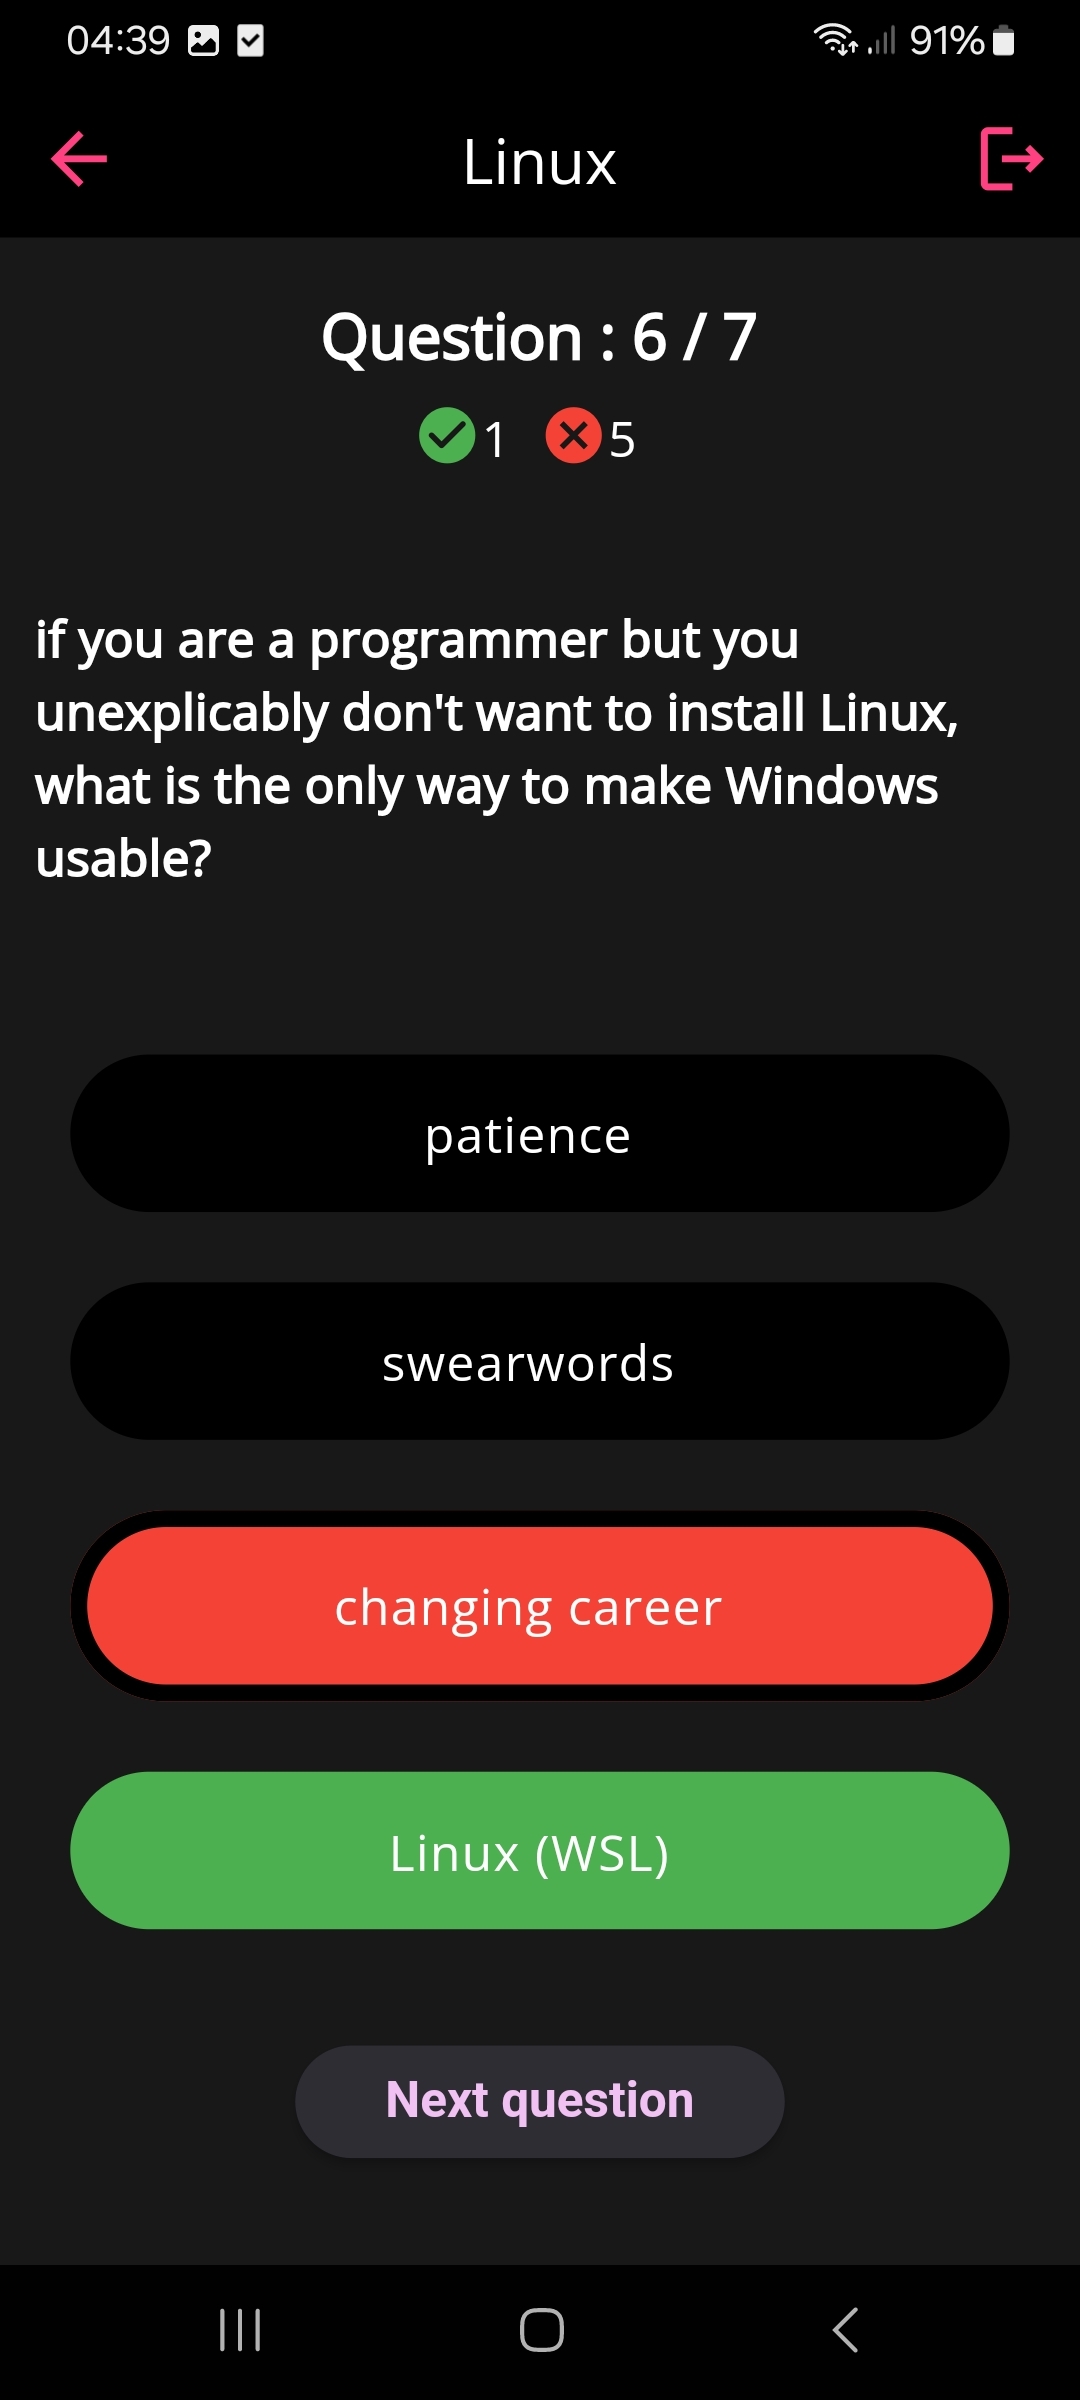 04:39
91%
Linux
Question : 6 / 7
1 5
if you are a programmer but you
unexplicably don't want to install Linux,
what is the only way to make Windows
usable?
patience
swearwords
changing career
Linux (WSL)
Next question